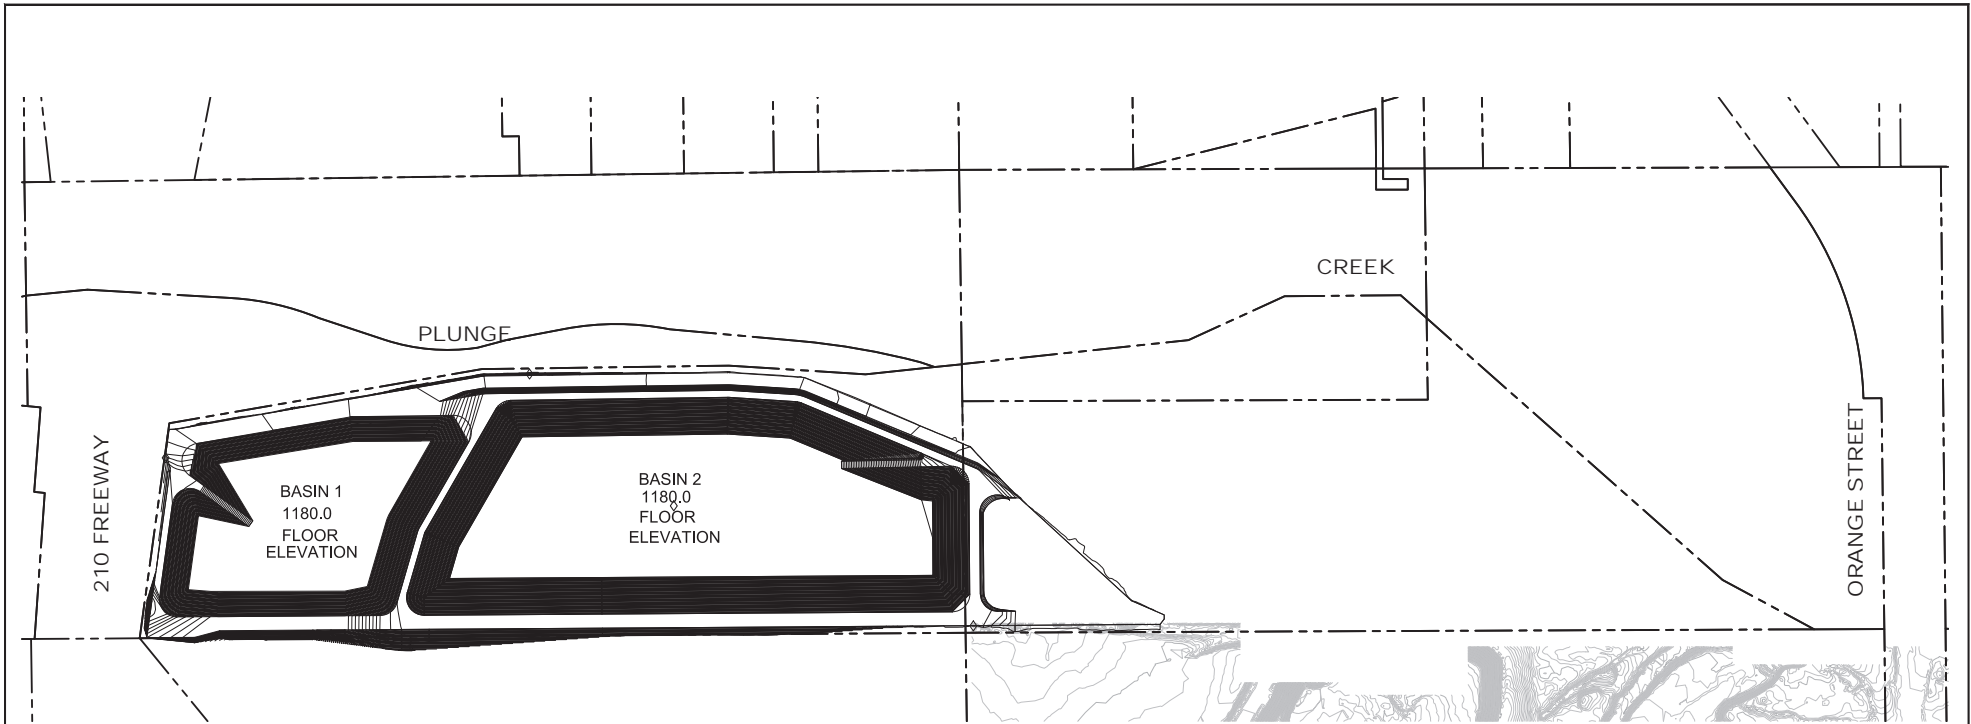 CREEK
PLUNGE
210 FREEWAY
BASIN 1
1180.0
FLOOR
ELEVATION
BASIN 2
1180.0
FLOOR
ELEVATION
ORANGE STREET